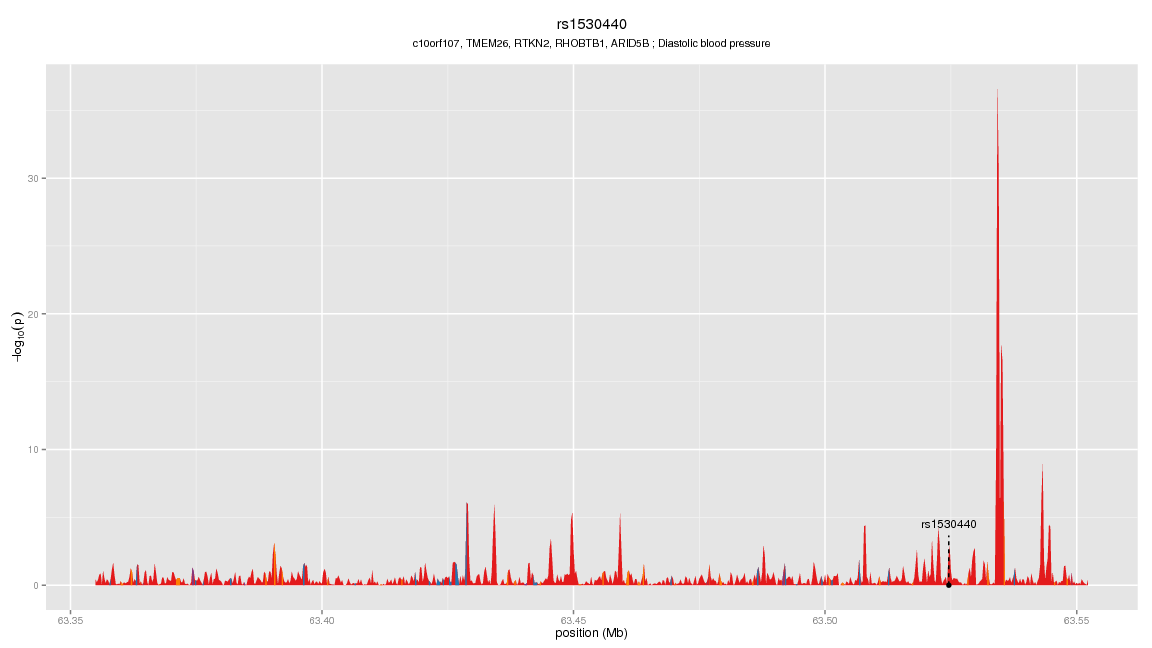 rs1530440
c10orf107, TMEM26, RTKN2, RHOBTB1, ARID5B ; Diastolic blood pressure
30
20
10
0
−log10(p)
rs1530440
63.35 63.40 63.45 63.50 63.55
position (Mb)